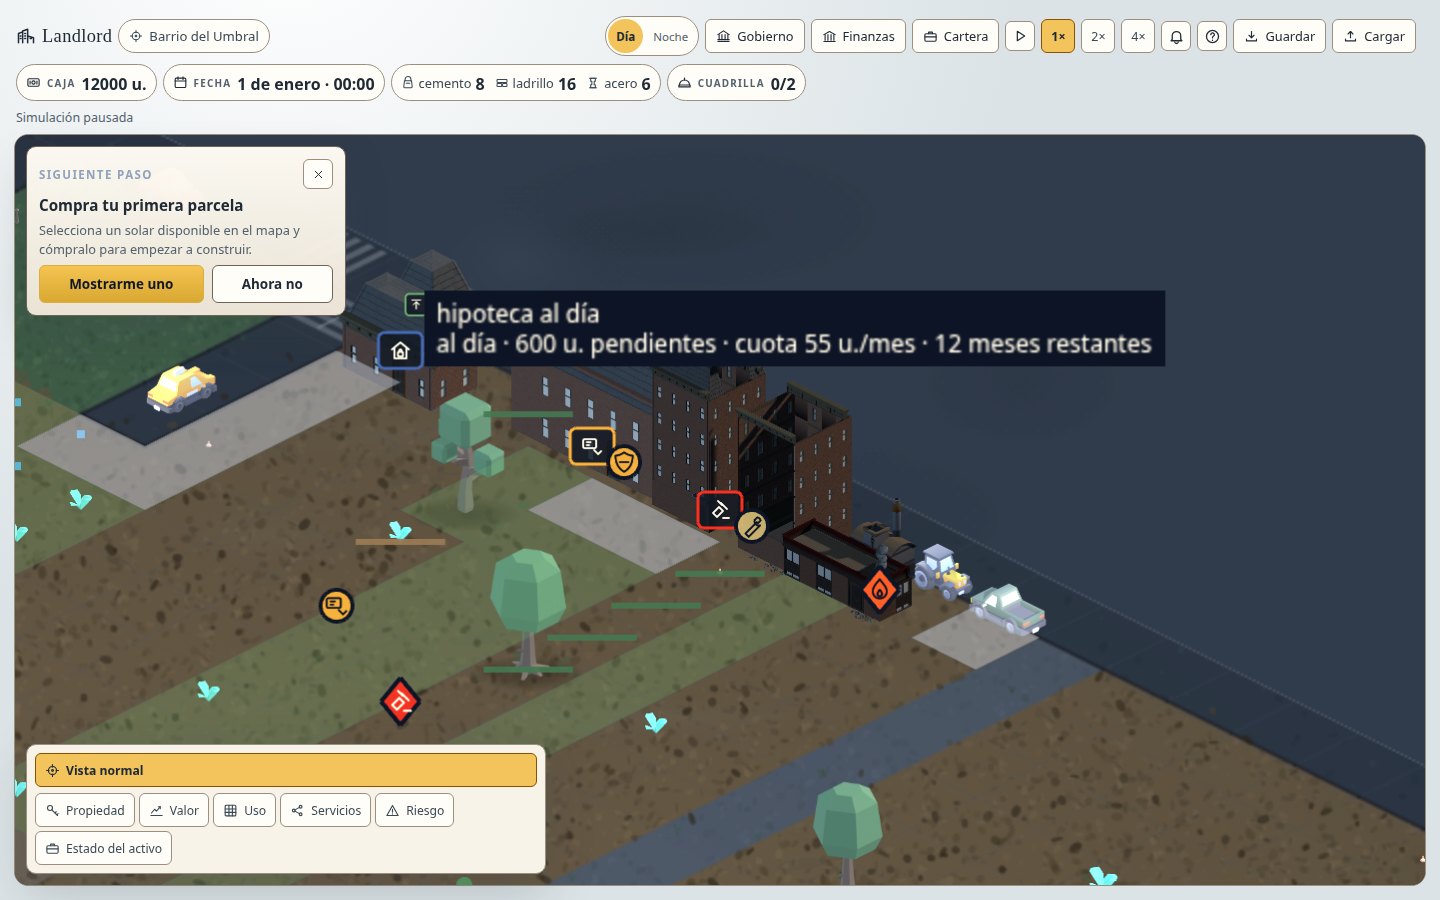 Landlord
Barrio del Umbral
Día
Noche
Gobierno
Finanzas
Cartera
1×
2×
4×
Guardar
Cargar
CAJA 12000 u.
FECHA 1 de enero · 00:00
cemento 8 ladrillo 16 acero 6
CUADRILLA 0/2
Simulación pausada
SIGUIENTE PASO
Compra tu primera parcela
Selecciona un solar disponible en el mapa y
cómpralo para empezar a construir.
Mostrarme uno
Ahora no
hipoteca al día
al día · 600 u. pendientes · cuota 55 u./mes · 12 meses restantes
Vista normal
Propiedad
Valor
Uso
Servicios
Riesgo
Estado del activo